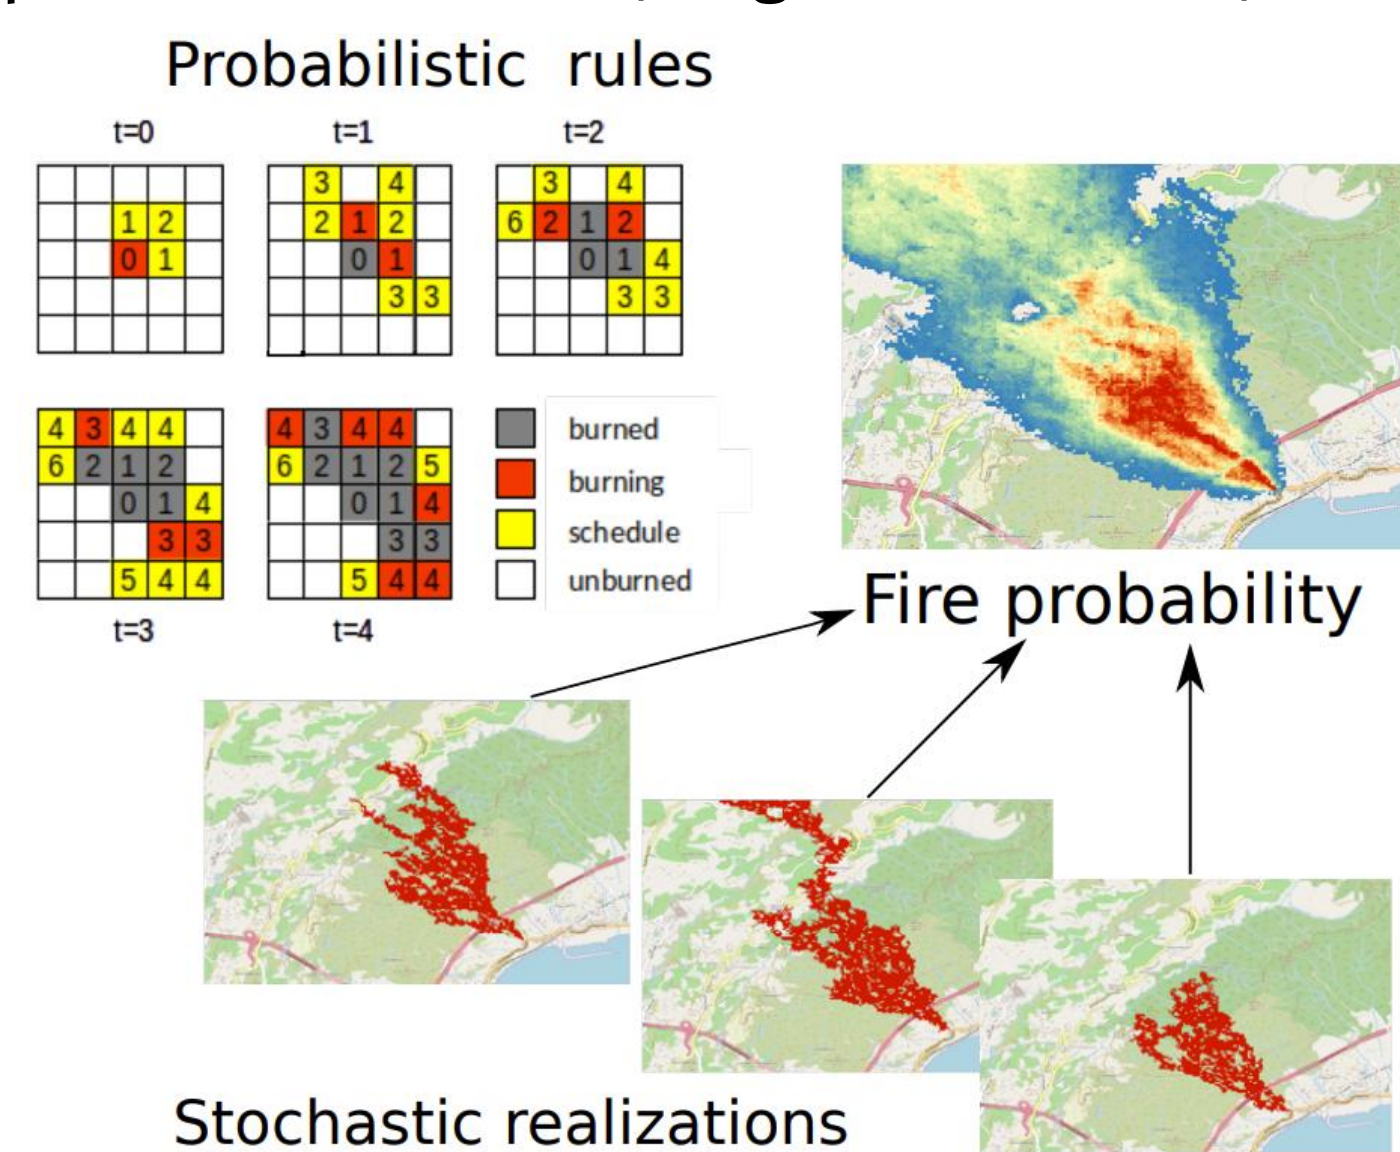 Probabilistic rules
t=0 t=1 t=2
3 4 3 4
1 2 2 1 2 6 2 1 2
0 1 0 1 0 1 4
3 3 3 3
4 3 4 4 4 3 4 4 burned
6 2 1 2 6 2 1 2 5 burning
0 1 4 0 1 4
3 3 3 3 schedule
5 4 4 5 4 4 unburned
t=3 t=4
Fire probability
Stochastic realizations